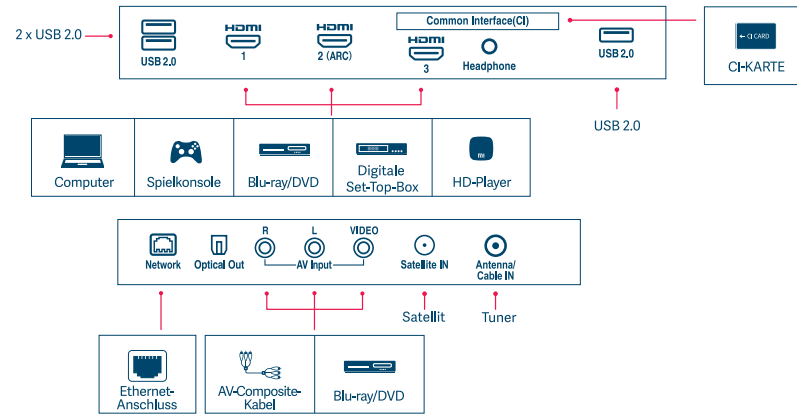 2 x USB 2.0
USB 2.0
HDMI
1
HDMI
2 (ARC)
Common Interface(CI)
HDMI
3
Headphone
USB 2.0
← CI CARD
CI-KARTE
USB 2.0
Computer
Spielkonsole
Blu-ray/DVD
Digitale
Set-Top-Box
m
HD-Player
Network
Optical Out
R
L
VIDEO
AV Input
Satellite IN
Antenna/
Cable IN
Satellit
Tuner
Ethernet-
Anschluss
AV-Composite-
Kabel
Blu-ray/DVD